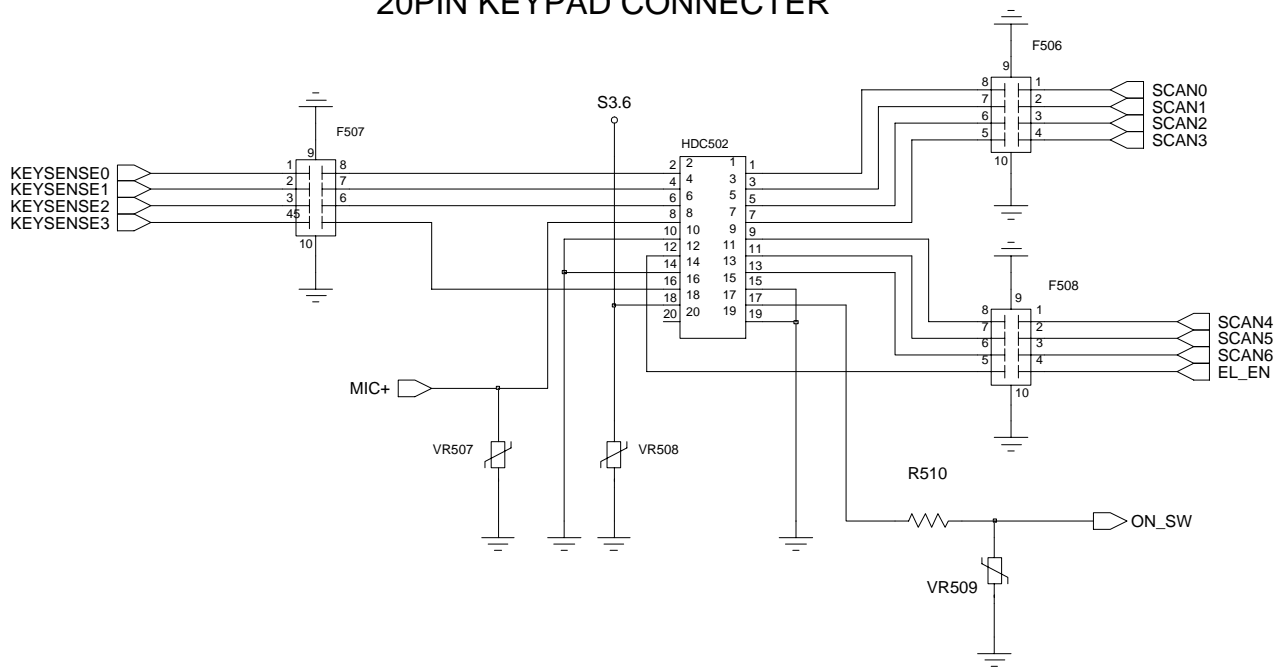 20PIN KEYPAD CONNECTER
F506
9
8 1 SCAN0
7 2 SCAN1
6 3 SCAN2
5 4 SCAN3
10
S3.6
F507
9
KEYSENSE0 1 8
KEYSENSE1 2 7
KEYSENSE2 3 6
KEYSENSE3 45
10
HDC502
2 2 1 1
4 4 3 3
6 6 5 5
8 8 7 7
10 10 9 9
12 12 11 11
14 14 13 13
16 16 15 15
18 18 17 17
20 20 19 19
F508
9
8 1 SCAN4
7 2 SCAN5
6 3 SCAN6
5 4 EL_EN
10
MIC+
VR507
VR508
R510
ON_SW
VR509